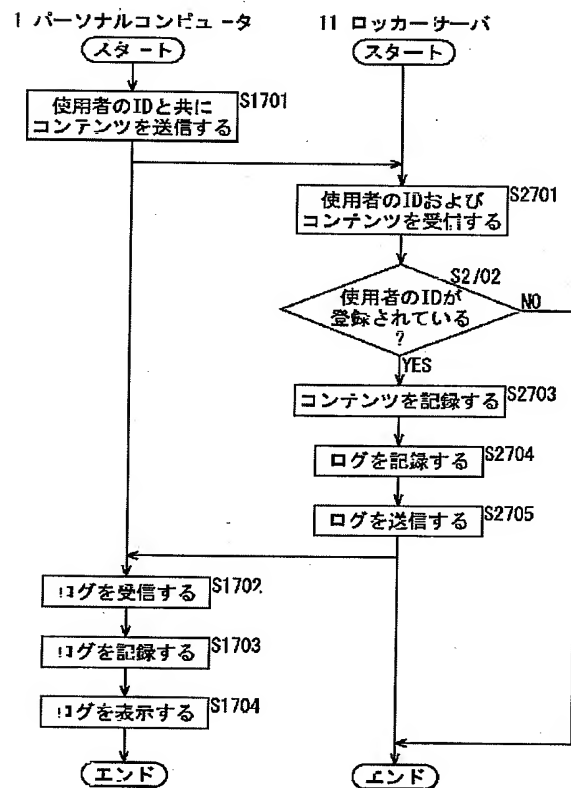 1 パーソナルコンピュータ
11 ロッカーサーバ
スタート
スタート
使用者のIDと共に
コンテンツを送信する
S1701
使用者のIDおよび
コンテンツを受信する
S2701
S2702
使用者のIDが
登録されている
?
NO
YES
コンテンツを記録する
S2703
ログを記録する
S2704
ログを送信する
S2705
ログを受信する
S1702
ログを記録する
S1703
ログを表示する
S1704
エンド
エンド